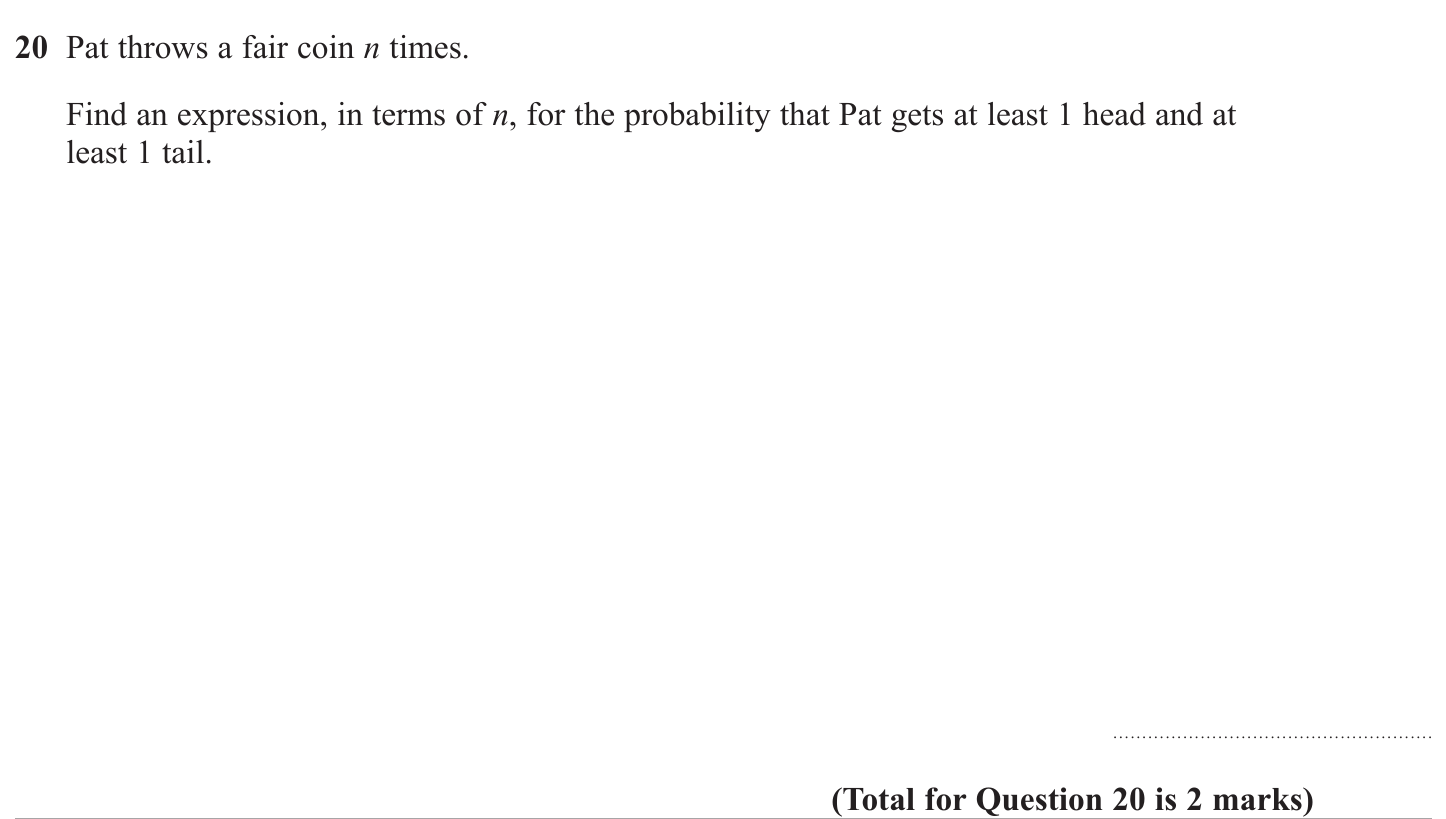 20 Pat throws a fair coin n times.
Find an expression, in terms of n, for the probability that Pat gets at least 1 head and at
least 1 tail.
(Total for Question 20 is 2 marks)